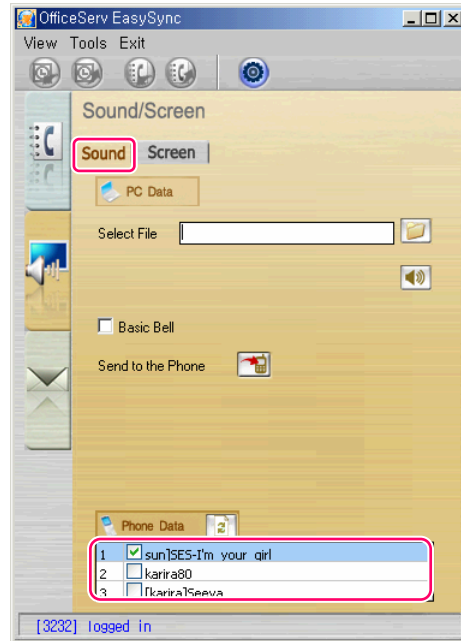 OfficeServ EasySync
View Tools Exit
Sound/Screen
Sound Screen
PC Data
Select File
Basic Bell
Send to the Phone
Phone Data
1 sun]SES-I'm your girl
2 karira80
3 [karira]Seeya
[3232] logged in